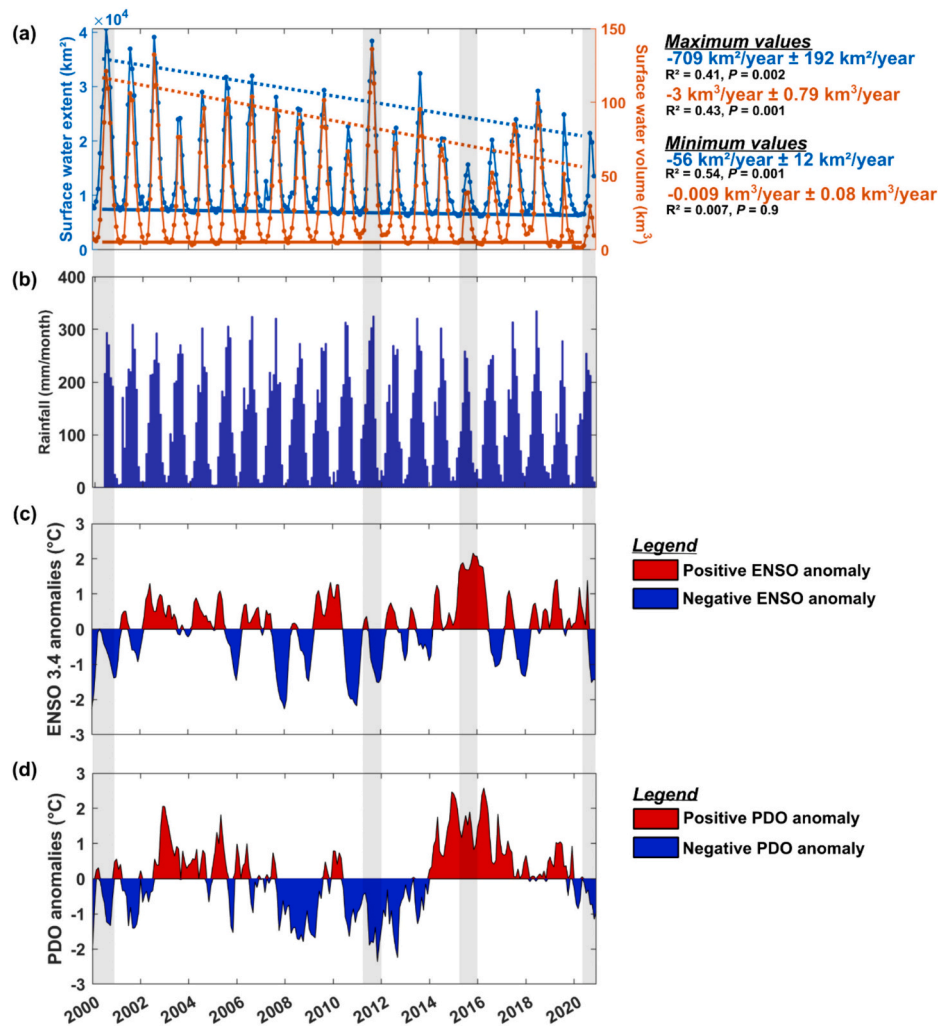 (a)
× 10⁴
4
3
2
1
0
Surface water extent (km²)
150
100
50
0
Surface water volume (km³)
Maximum values
-709 km²/year ± 192 km²/year
R² = 0.41, P = 0.002
-3 km³/year ± 0.79 km³/year
R² = 0.43, P = 0.001
Minimum values
-56 km²/year ± 12 km²/year
R² = 0.54, P = 0.001
-0.009 km³/year ± 0.08 km³/year
R² = 0.007, P = 0.9
(b)
400
300
200
100
0
Rainfall (mm/month)
(c)
3
2
1
0
-1
-2
-3
ENSO 3.4 anomalies (°C)
Legend
Positive ENSO anomaly
Negative ENSO anomaly
(d)
3
2
1
0
-1
-2
-3
PDO anomalies (°C)
Legend
Positive PDO anomaly
Negative PDO anomaly
2000 2002 2004 2006 2008 2010 2012 2014 2016 2018 2020